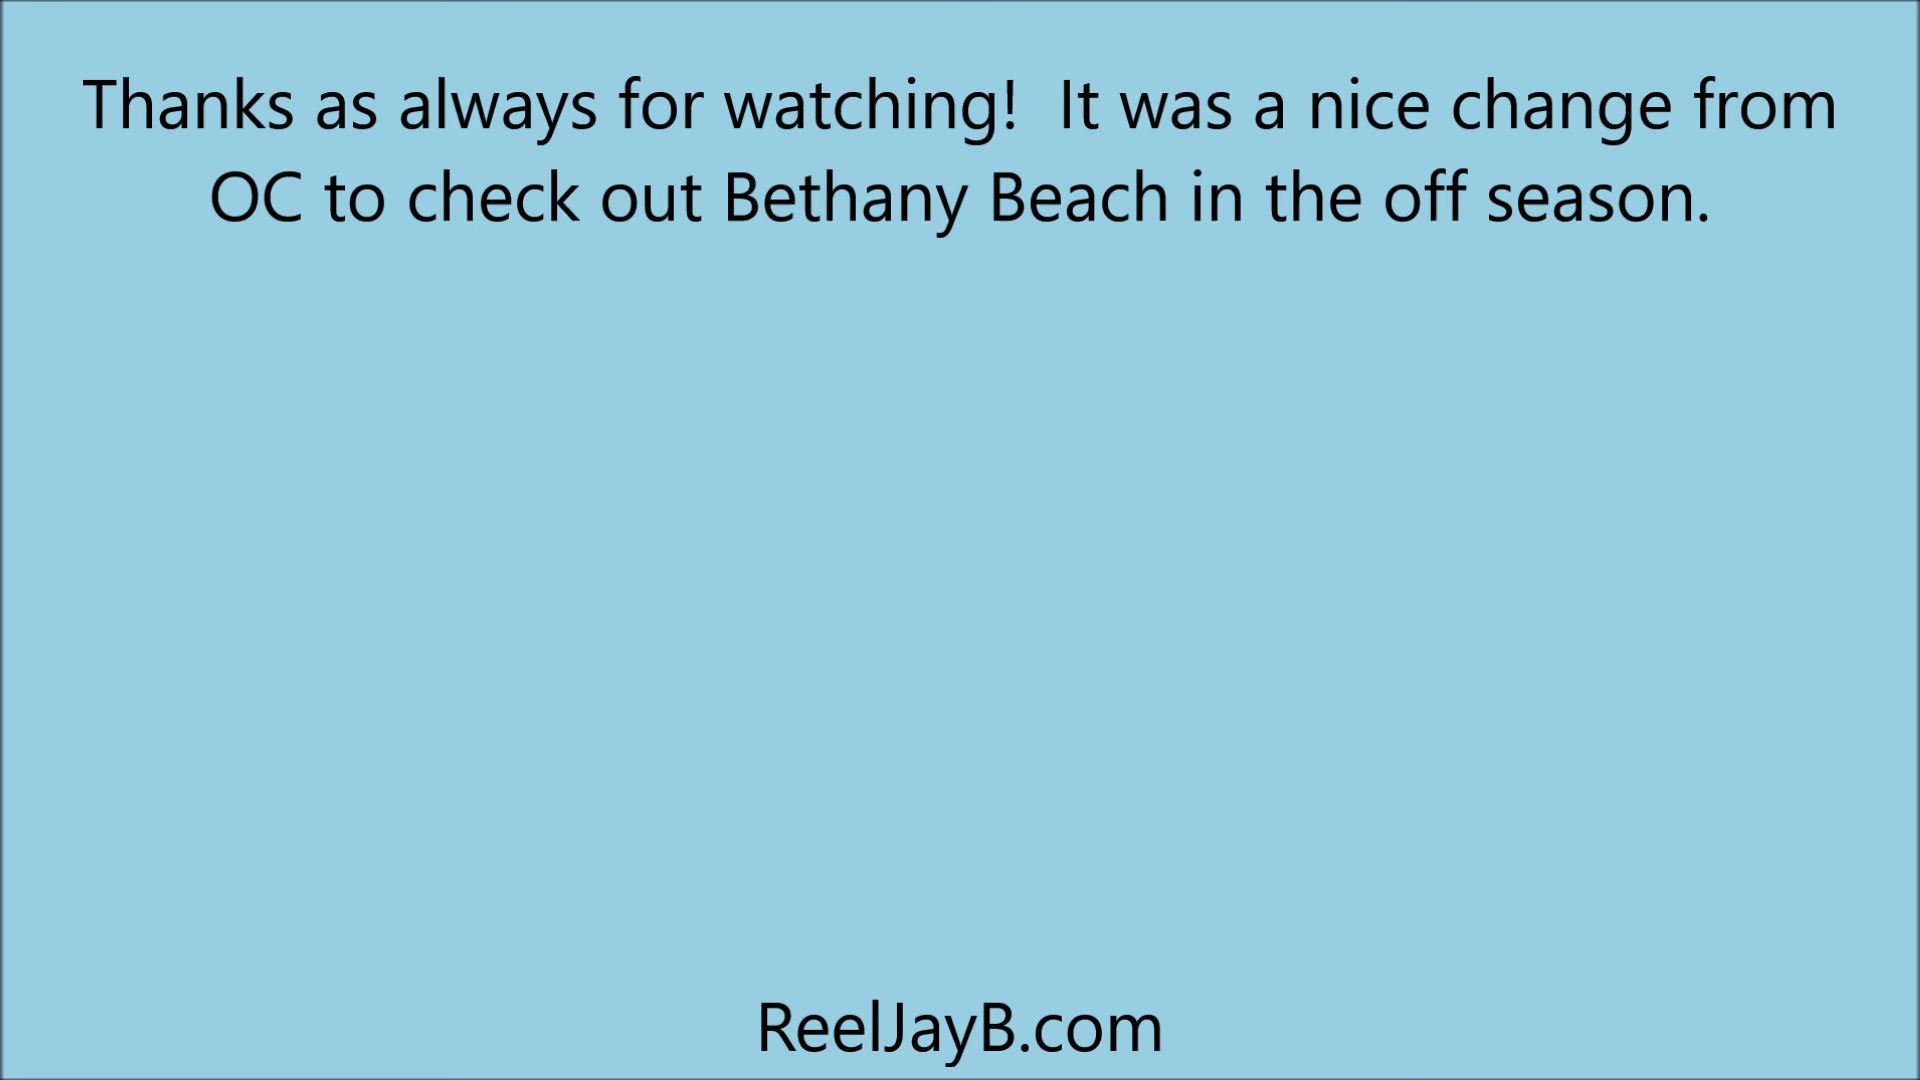 Thanks as always for watching!  It was a nice change from
OC to check out Bethany Beach in the off season.
ReelJayB.com